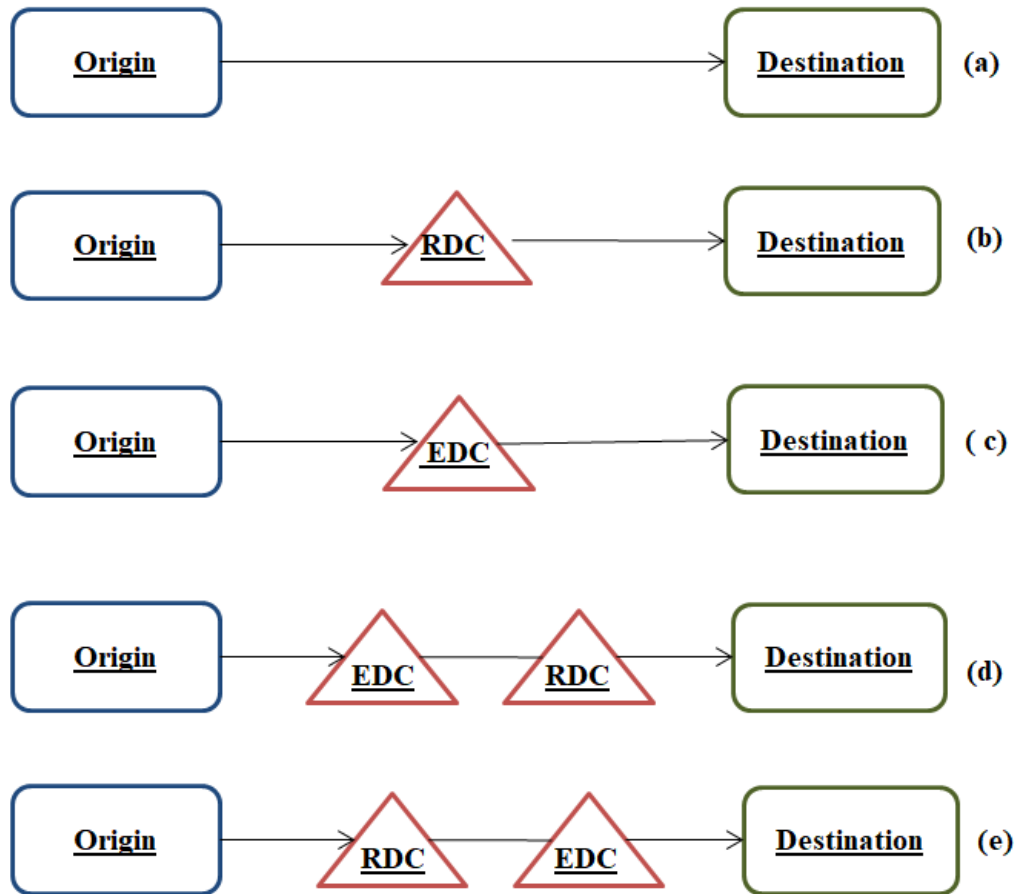 Origin Destination (a)
Origin RDC Destination (b)
Origin EDC Destination ( c)
Origin EDC RDC Destination (d)
Origin RDC EDC Destination (e)